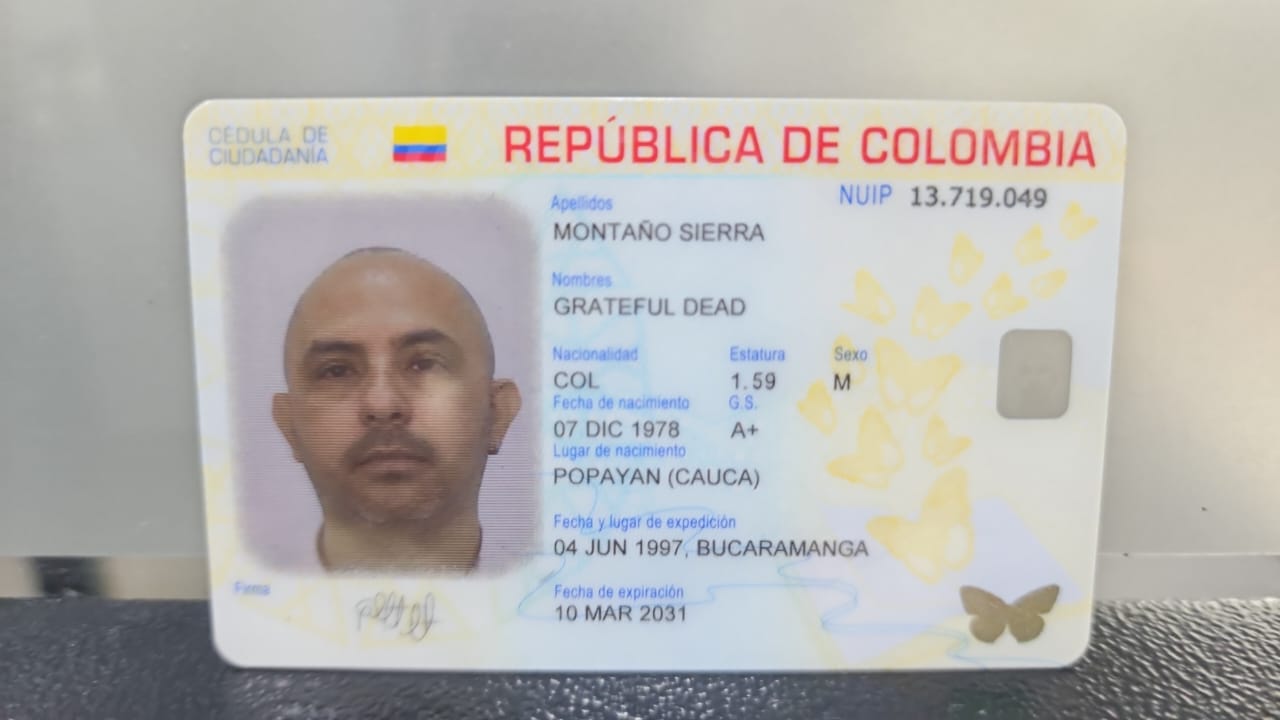 CÉDULA DE
CIUDADANÍA
REPÚBLICA DE COLOMBIA
NUIP 13.719.049
Apellidos
MONTAÑO SIERRA
Nombres
GRATEFUL DEAD
Nacionalidad Estatura Sexo
COL 1.59 M
Fecha de nacimiento G.S.
07 DIC 1978 A+
Lugar de nacimiento
POPAYAN (CAUCA)
Fecha y lugar de expedición
04 JUN 1997, BUCARAMANGA
Fecha de expiración
10 MAR 2031
Firma